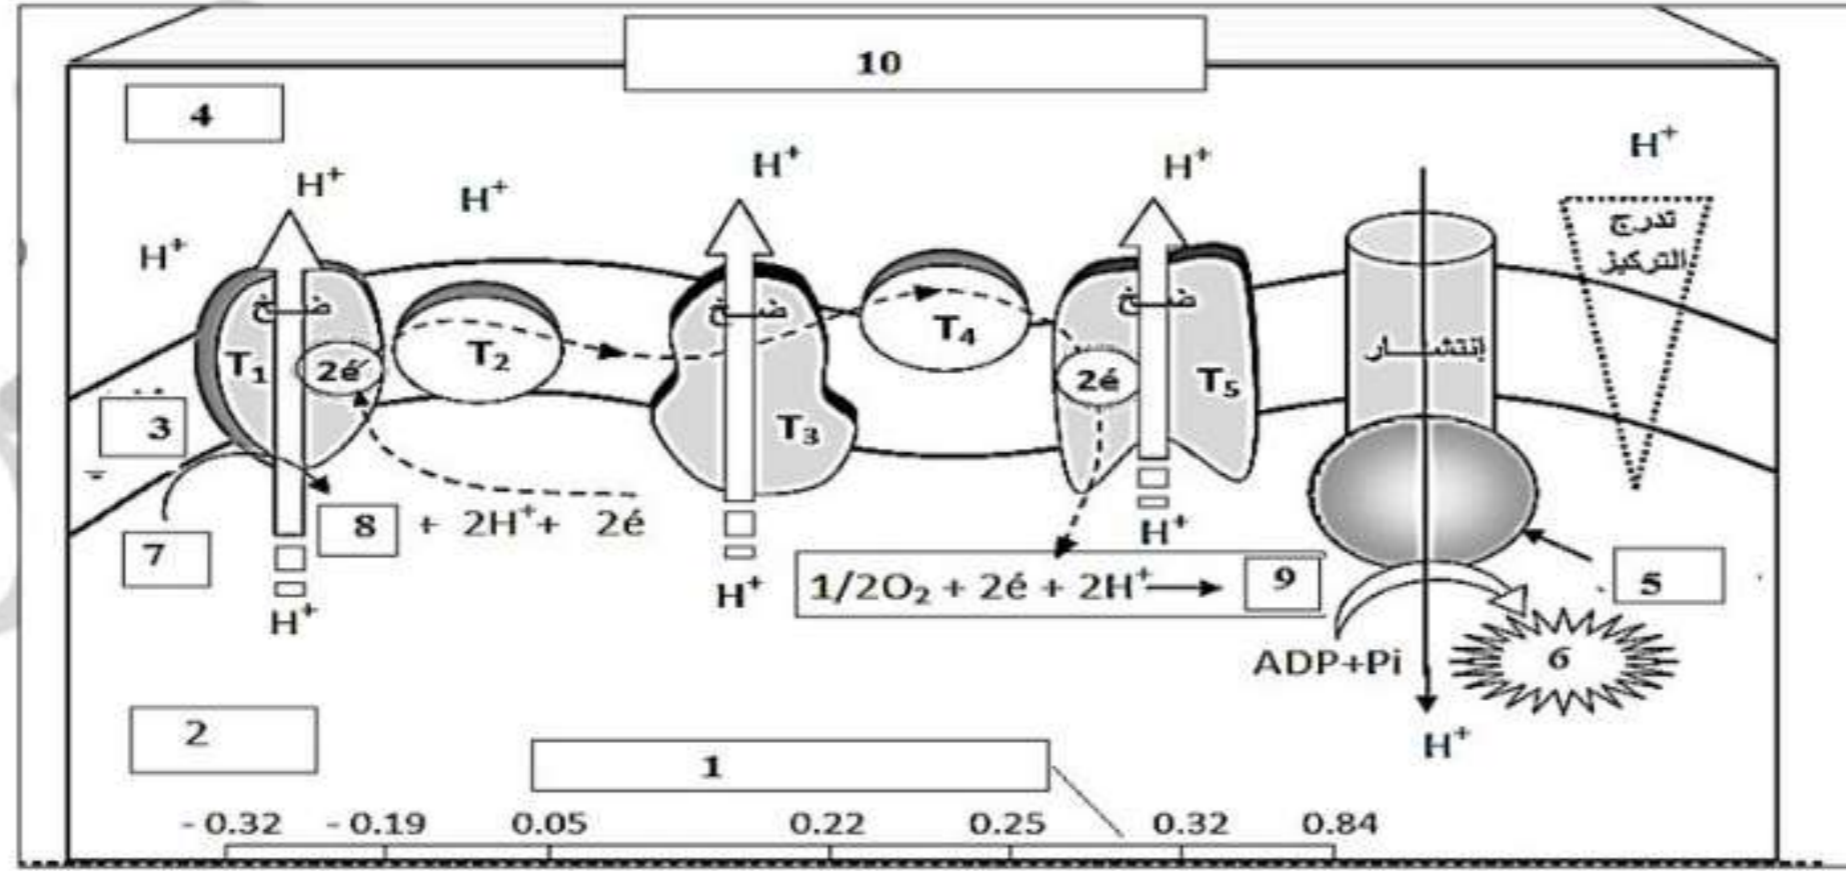 10
4
H⁺
H⁺
H⁺
H⁺
H⁺
H⁺
تدرج
التركيز
ضخ
ضخ
ضخ
T₁
2é
T₂
T₃
T₄
2é
T₅
إنتشار
3
7
8 + 2H⁺ + 2é
H⁺
H⁺
H⁺
1/2O₂ + 2é + 2H⁺ → 9
5
ADP+Pi
6
H⁺
2
1
- 0.32 - 0.19 0.05 0.22 0.25 0.32 0.84